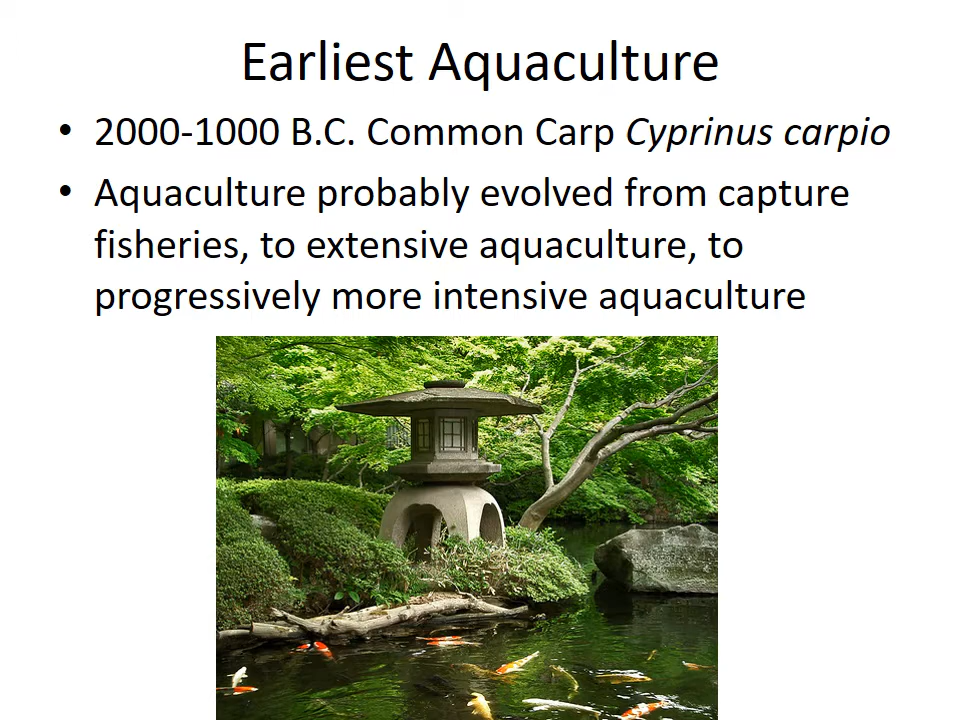 Earliest Aquaculture
• 2000-1000 B.C. Common Carp Cyprinus carpio
• Aquaculture probably evolved from capture
fisheries, to extensive aquaculture, to
progressively more intensive aquaculture